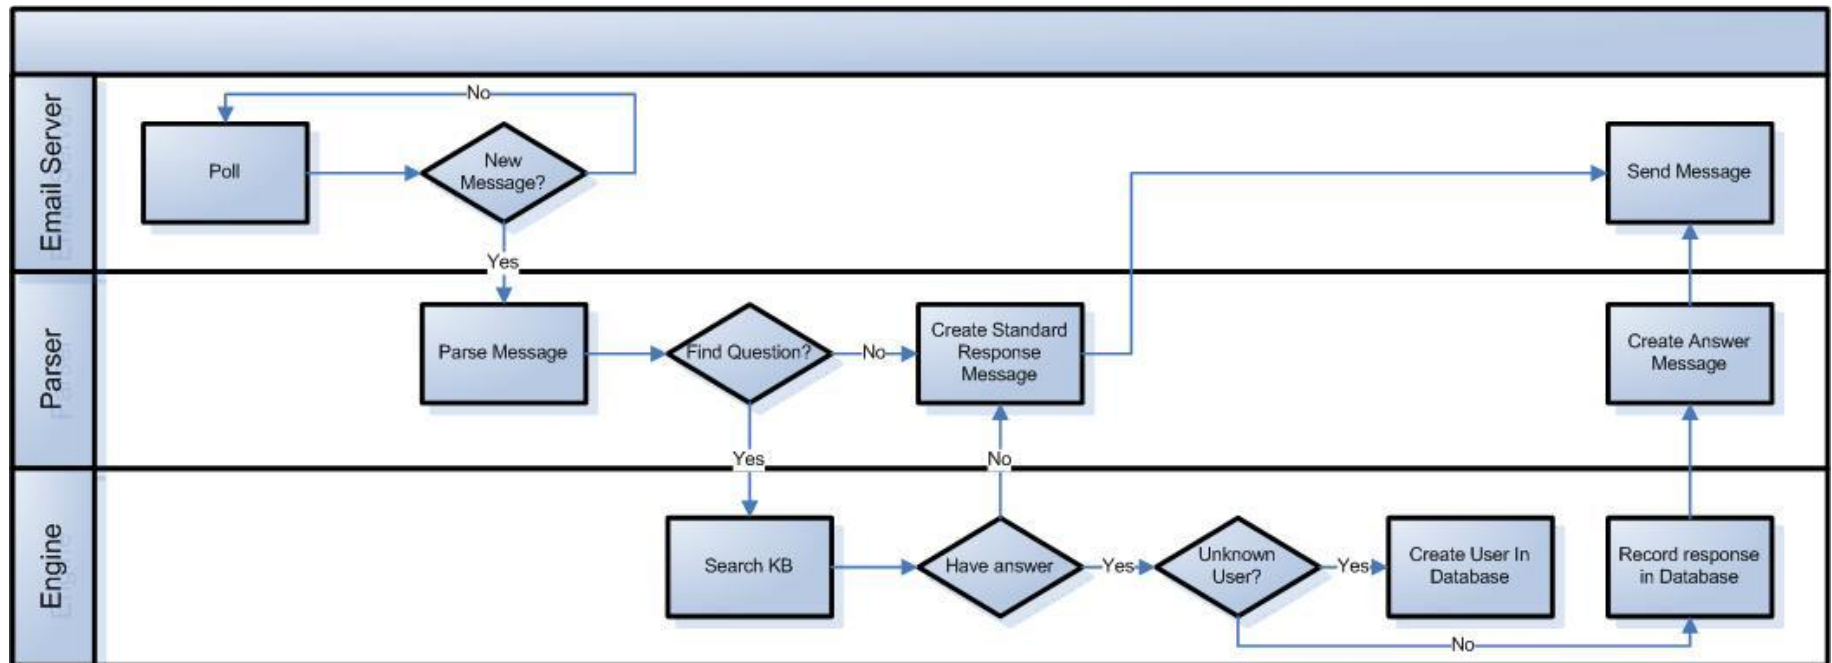 Email Server
No
Poll
New
Message?
Send Message
Yes
Parser
Parse Message
Find Question?
No
Create Standard
Response
Message
Create Answer
Message
Yes
No
Engine
Search KB
Have answer
Yes
Unknown
User?
Yes
Create User In
Database
Record response
in Database
No